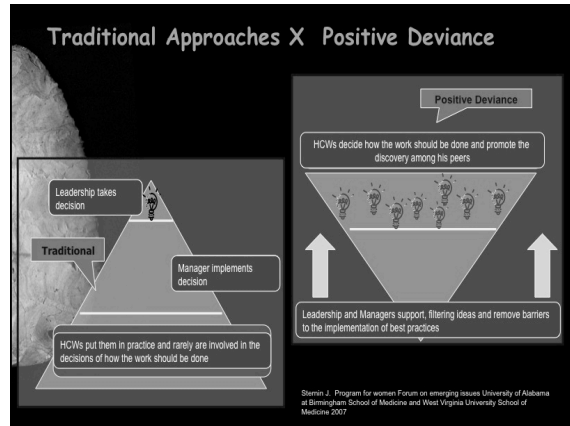 Traditional Approaches X Positive Deviance
Positive Deviance
HCWs decide how the work should be done and promote the
discovery among his peers
Leadership takes
decision
Traditional
Manager implements
decision
HCWs put them in practice and rarely are involved in the
decisions of how the work should be done
Leadership and Managers support, filtering ideas and remove barriers
to the implementation of best practices
Sternin J. Program for women Forum on emerging issues University of Alabama
at Birmingham School of Medicine and West Virginia University School of
Medicine 2007